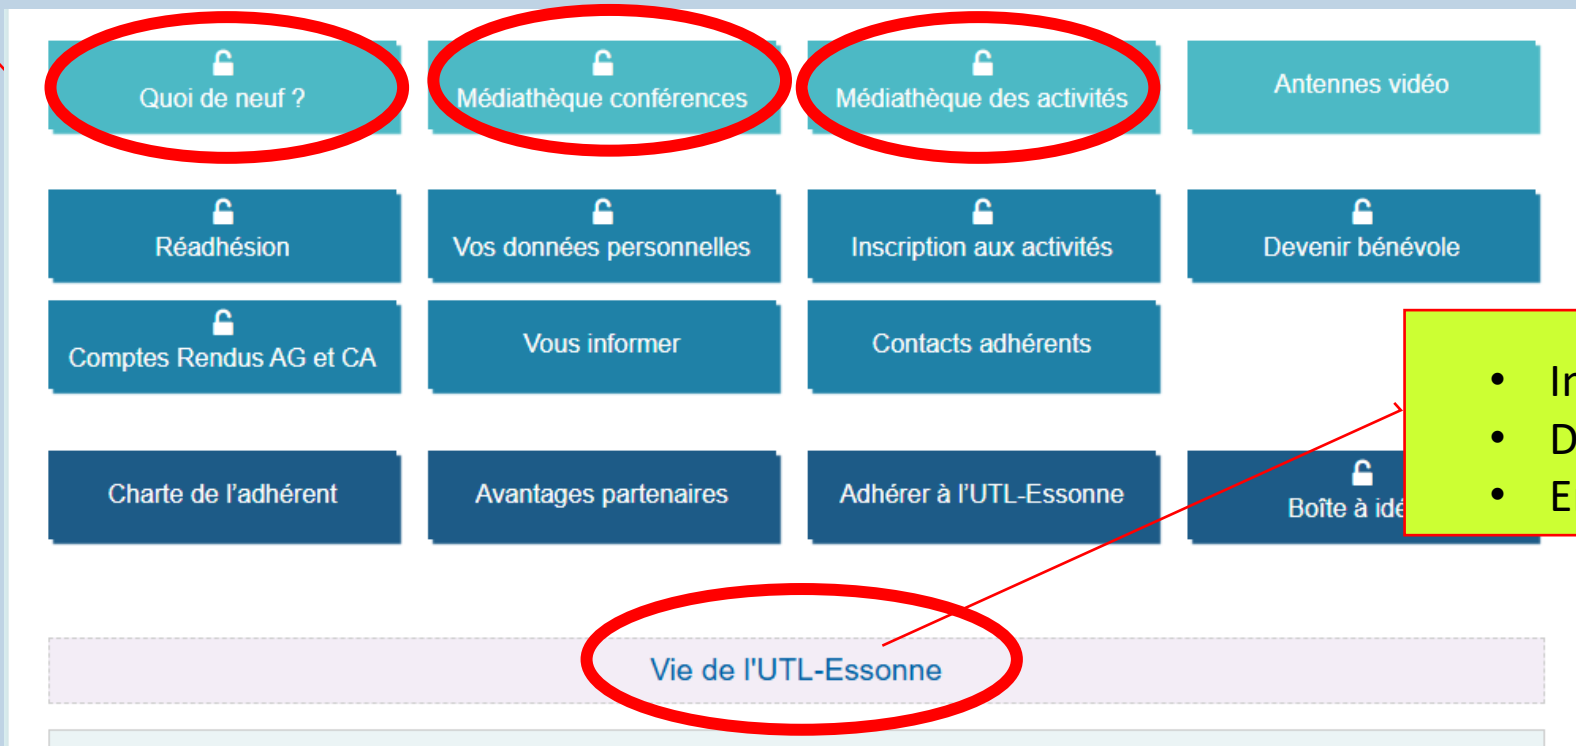 Quoi de neuf ?
Médiathèque conférences
Médiathèque des activités
Antennes vidéo
Réadhésion
Vos données personnelles
Inscription aux activités
Devenir bénévole
Comptes Rendus AG et CA
Vous informer
Contacts adhérents
Charte de l’adhérent
Avantages partenaires
Adhérer à l’UTL-Essonne
Boîte à
Vie de l'UTL-Essonne